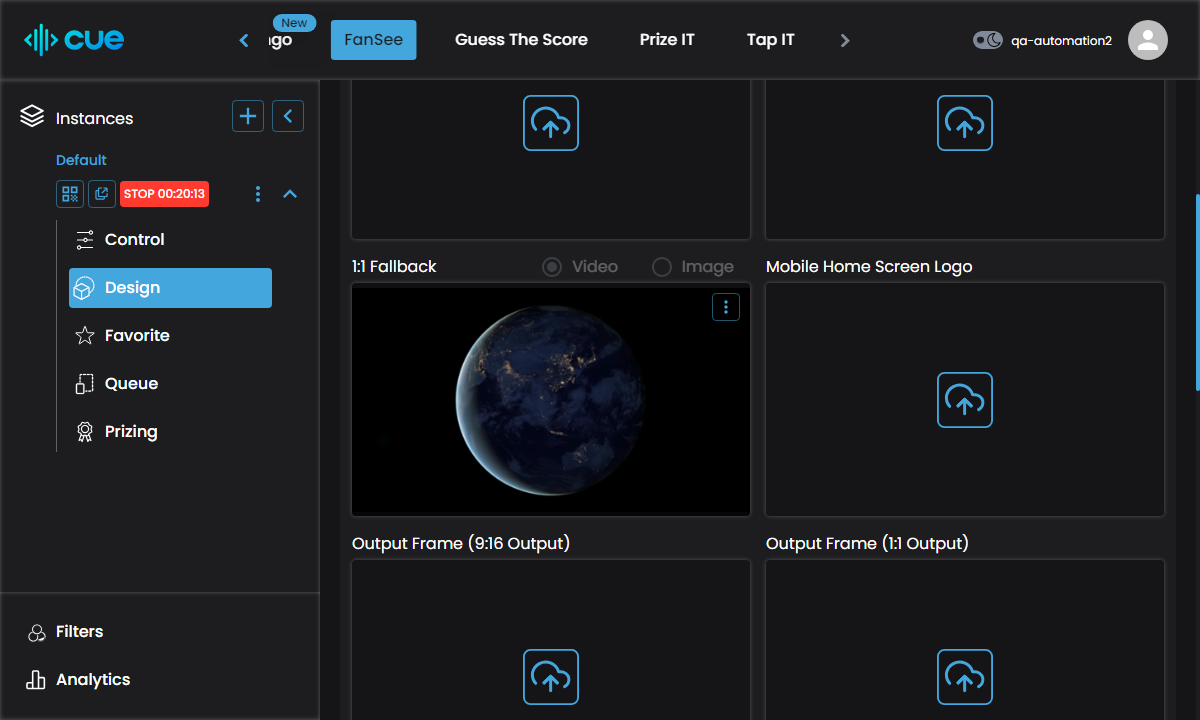 cue
New
ngo
FanSee
Guess The Score
Prize IT
Tap IT
qa-automation2
Instances
Default
STOP 00:20:13
Control
Design
Favorite
Queue
Prizing
Filters
Analytics
1:1 Fallback
Video
Image
Mobile Home Screen Logo
Output Frame (9:16 Output)
Output Frame (1:1 Output)